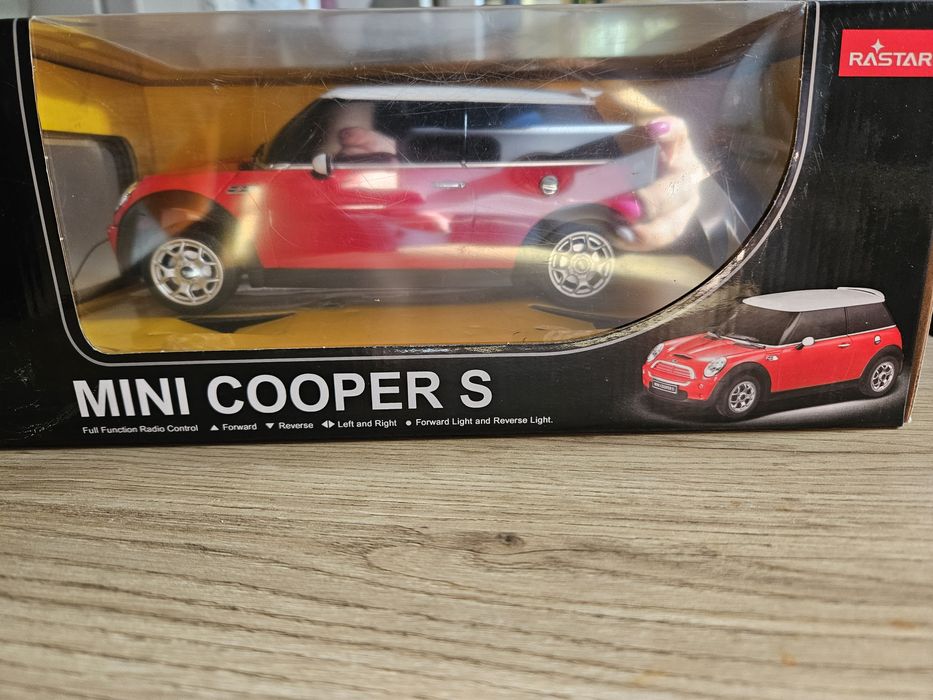 RASTAR
MINI COOPER S
Full Function Radio Control ▲ Forward ▼ Reverse ◀▶ Left and Right ● Forward Light and Reverse Light.